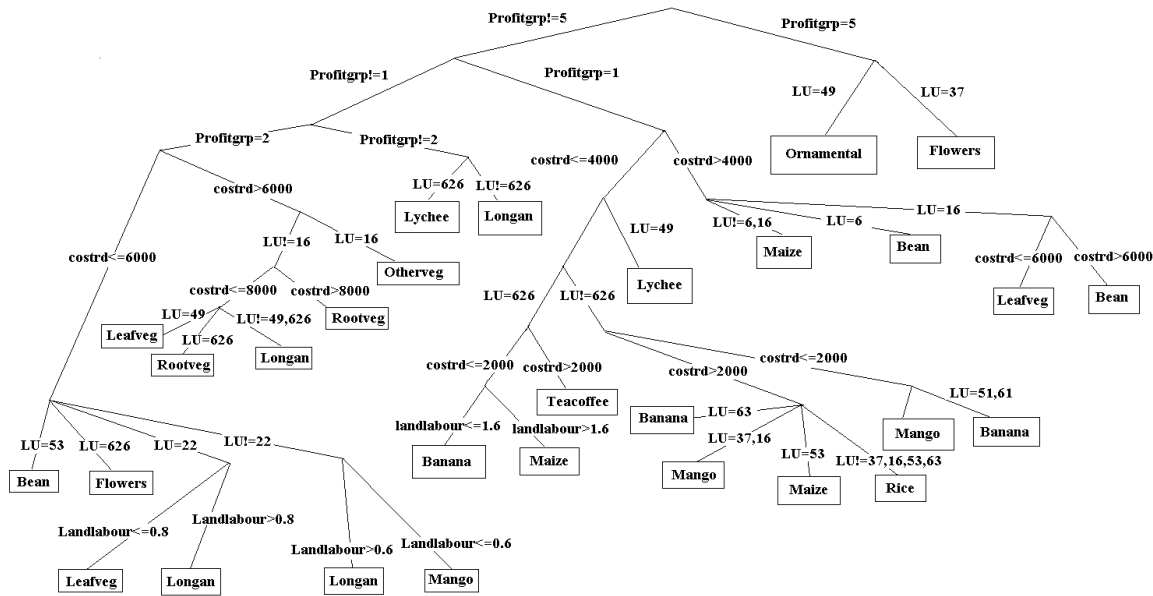 Profitgrp!=5
Profitgrp=5
Profitgrp!=1
Profitgrp=1
LU=49
LU=37
Profitgrp=2
Profitgrp!=2
Ornamental
Flowers
costrd<=4000
costrd>4000
costrd>6000
LU=626
LU!=626
Lychee
Longan
LU!=6,16
LU=6
LU=16
LU!=16
LU=16
LU=49
Maize
Bean
costrd<=6000
Otherveg
costrd<=6000
costrd>6000
costrd<=8000
costrd>8000
LU=626
LU!=626
Lychee
Leafveg
Bean
LU=49
LU!=49,626
Rootveg
Leafveg
LU=626
Rootveg
Longan
costrd<=2000
costrd>2000
costrd>2000
costrd<=2000
Teacoffee
LU=51,61
landlabour<=1.6
landlabour>1.6
Banana
LU=63
Mango
Banana
LU=53
LU=626
LU=22
LU!=22
Banana
Maize
LU=37,16
LU=53
LU!=37,16,53,63
Bean
Flowers
Mango
Maize
Rice
Landlabour<=0.8
Landlabour>0.8
Landlabour>0.6
Landlabour<=0.6
Leafveg
Longan
Longan
Mango